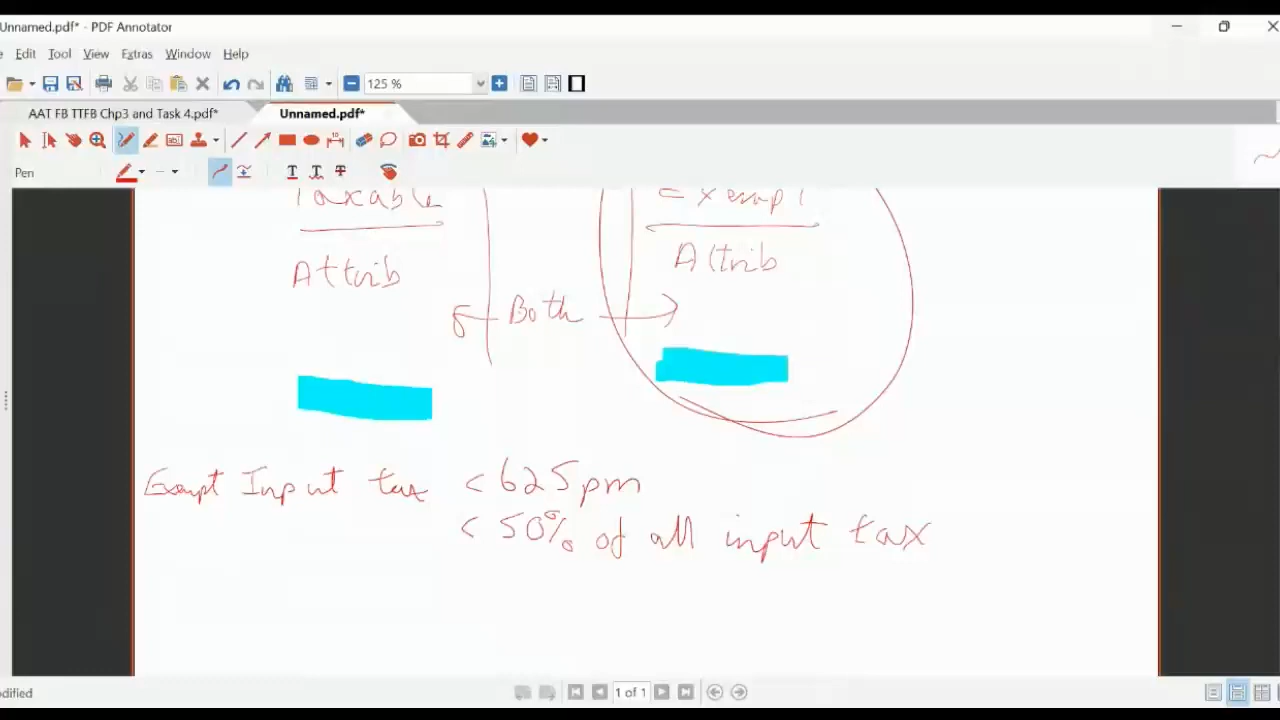 Unnamed.pdf* - PDF Annotator
Edit Tool View Extras Window Help
125 %
AAT FB TTFB Chp3 and Task 4.pdf* Unnamed.pdf*
Pen
Taxable Exempt
Attrib Attrib
Both
Exempt Input tax < 625 pm
< 50% of all input tax
odified 1 of 1